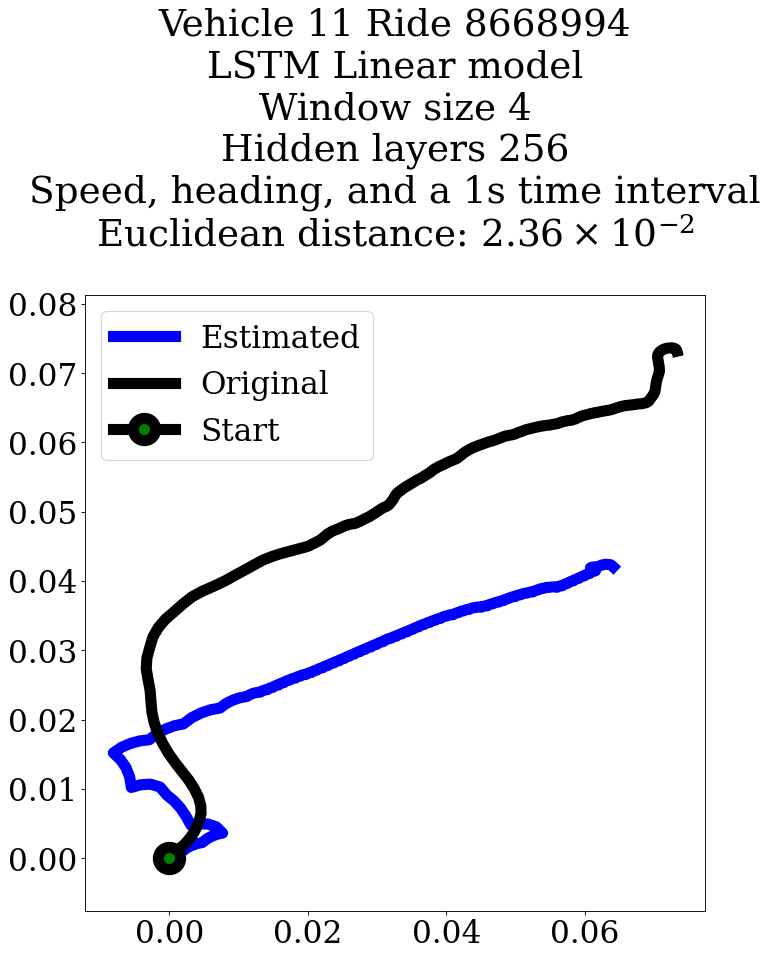 Vehicle 11 Ride 8668994
LSTM Linear model
Window size 4
Hidden layers 256
Speed, heading, and a 1s time interval
Euclidean distance: 2.36 × 10⁻²
0.08
0.07
0.06
0.05
0.04
0.03
0.02
0.01
0.00
Estimated
Original
Start
0.00 0.02 0.04 0.06